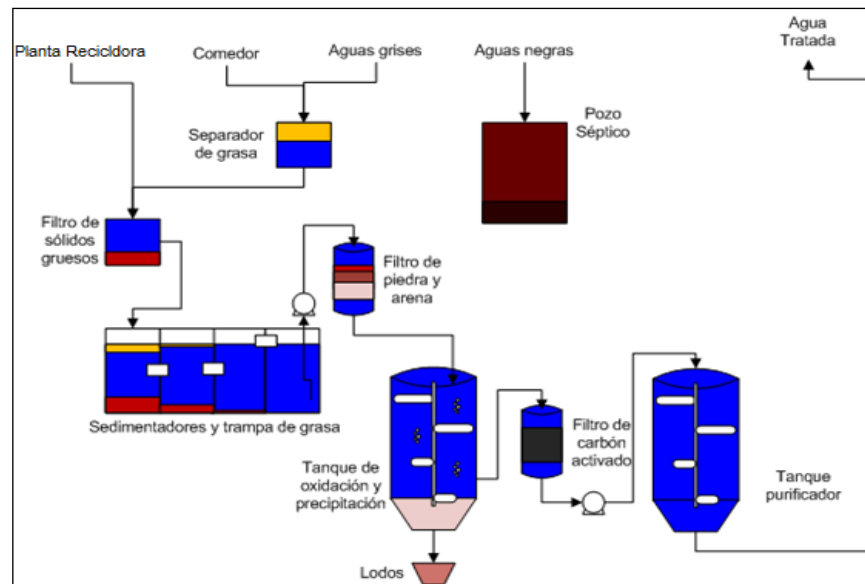 Planta Recicldora
Comedor
Aguas grises
Aguas negras
Agua
Tratada
Separador
de grasa
Pozo
Séptico
Filtro de
sólidos
gruesos
Filtro de
piedra y
arena
Sedimentadores y trampa de grasa
Tanque de
oxidación y
precipitación
Filtro de
carbón
activado
Tanque
purificador
Lodos